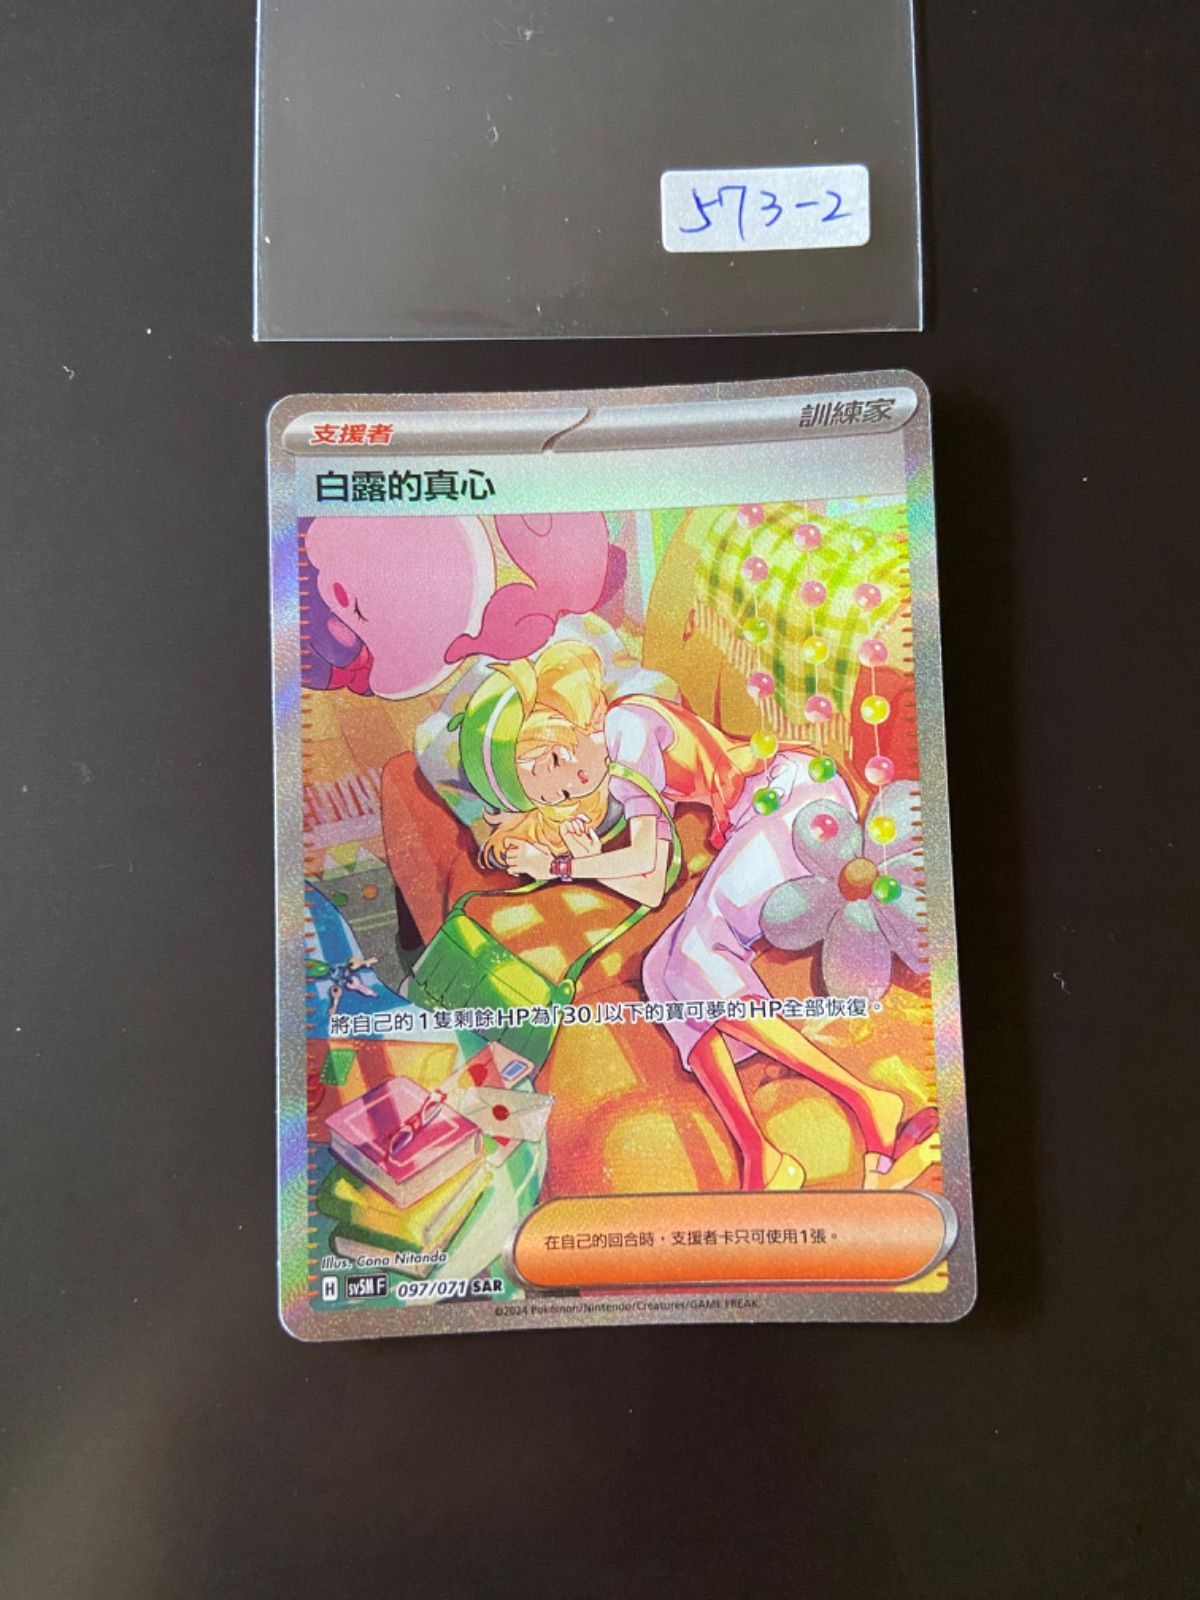 573-2
支援者
訓練家
白露的真心
將自己的1隻剩餘HP為「30」以下的寶可夢的HP全部恢復。
在自己的回合時，支援者卡只可使用1張。
Illus. Cona Nitanda
H sv5M F 097/071 SAR
©2024 Pokémon/Nintendo/Creatures/GAME FREAK